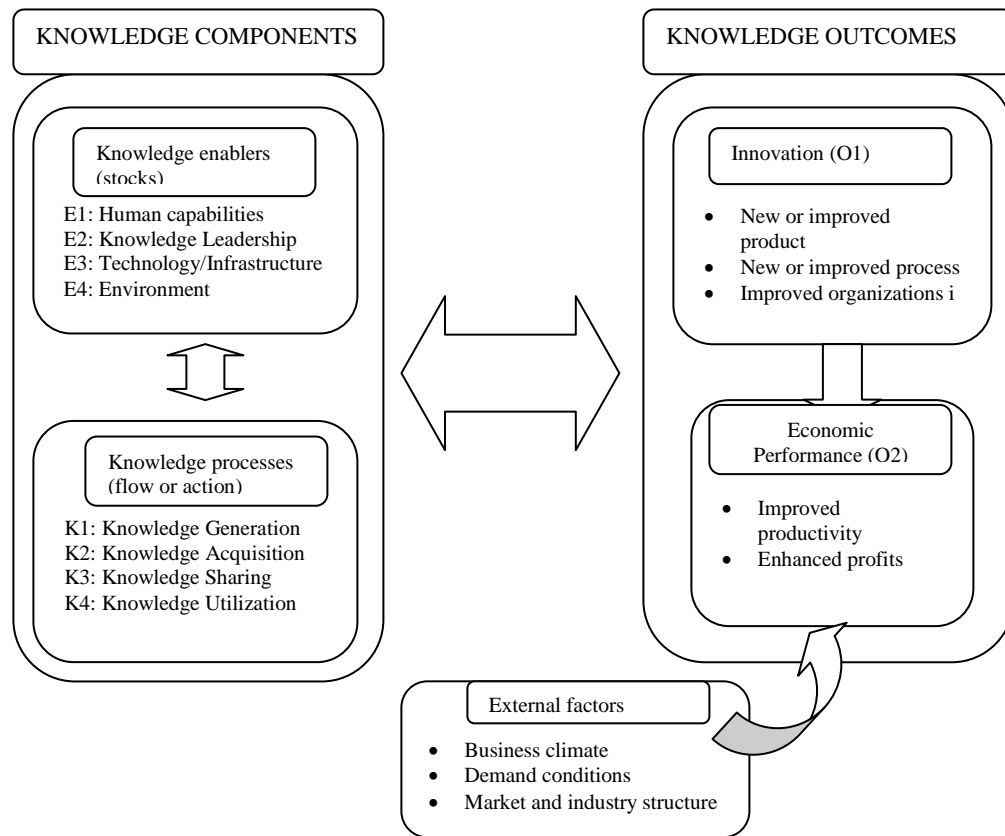 KNOWLEDGE COMPONENTS
Knowledge enablers
(stocks)
E1: Human capabilities
E2: Knowledge Leadership
E3: Technology/Infrastructure
E4: Environment
Knowledge processes
(flow or action)
K1: Knowledge Generation
K2: Knowledge Acquisition
K3: Knowledge Sharing
K4: Knowledge Utilization
KNOWLEDGE OUTCOMES
Innovation (O1)
• New or improved
product
• New or improved process
• Improved organizations i
Economic
Performance (O2)
• Improved
productivity
• Enhanced profits
External factors
• Business climate
• Demand conditions
• Market and industry structure